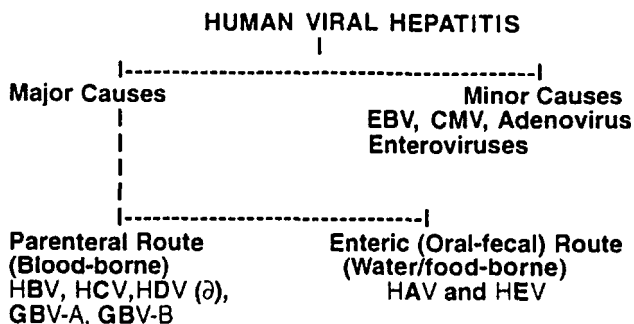 HUMAN VIRAL HEPATITIS
Major Causes
Minor Causes
EBV, CMV, Adenovirus
Enteroviruses
Parenteral Route
(Blood-borne)
HBV, HCV,HDV (∂),
GBV-A, GBV-B
Enteric (Oral-fecal) Route
(Water/food-borne)
HAV and HEV